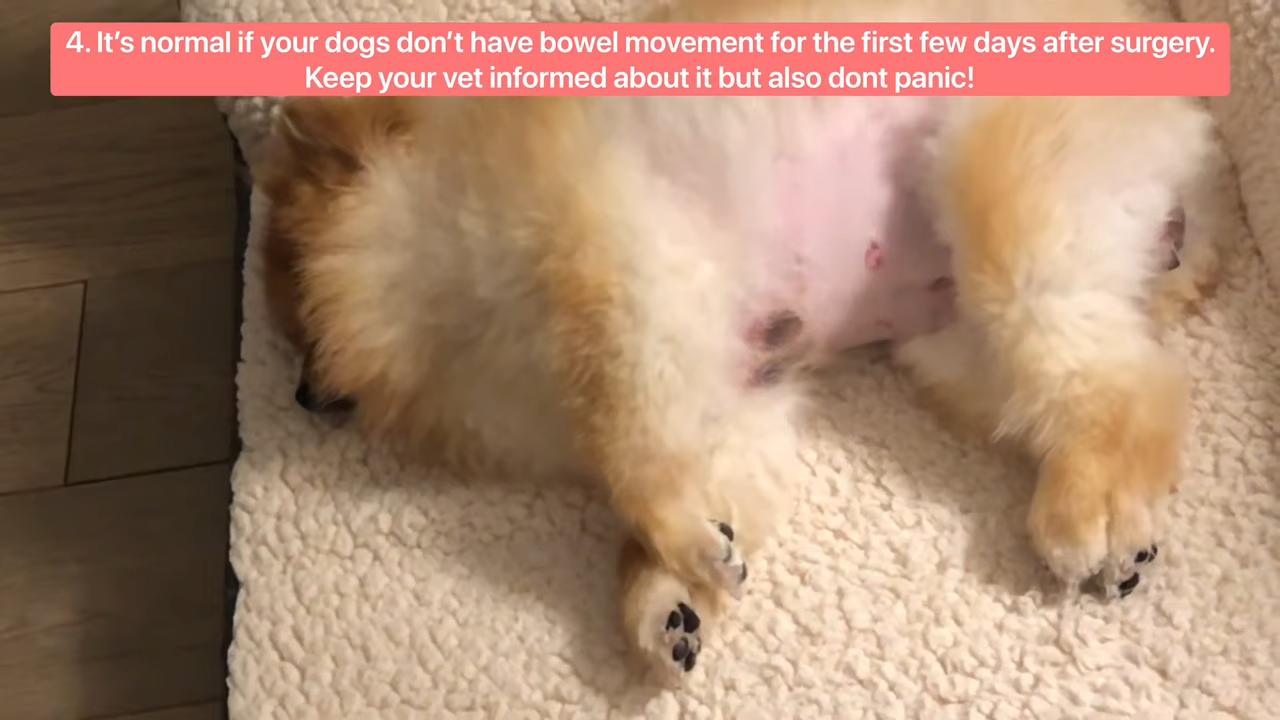 4. It’s normal if your dogs don’t have bowel movement for the first few days after surgery.
Keep your vet informed about it but also dont panic!